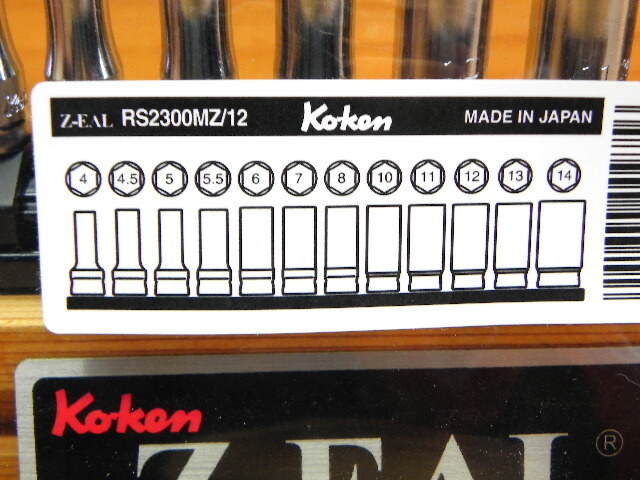 Z-EAL RS2300MZ/12 Koken MADE IN JAPAN
4 4.5 5 5.5 6 7 8 10 11 12 13 14
Koken
Z-EAL ®